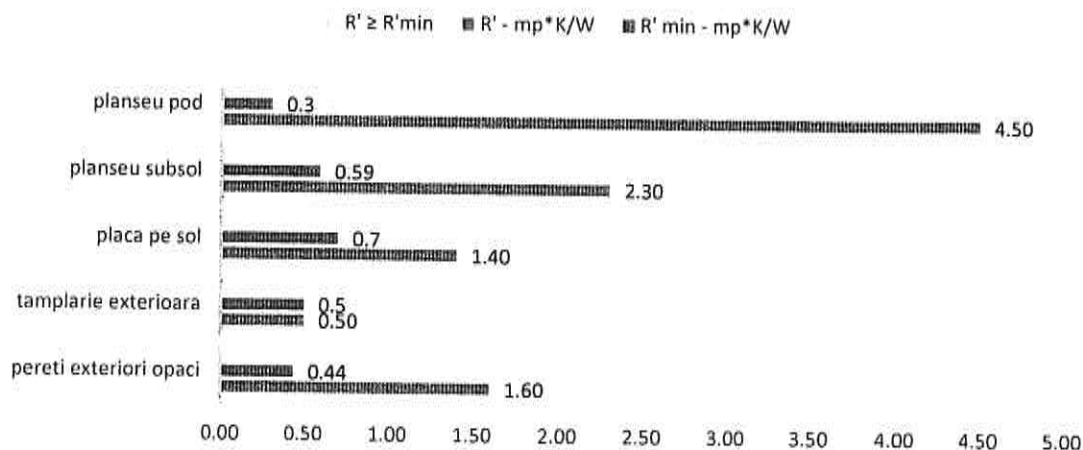 R' ≥ R'min R' - mp*K/W R' min - mp*K/W
planseu pod 0.3
4.50
planseu subsol 0.59
2.30
placa pe sol 0.7
1.40
tamplarie exterioara 0.5
0.50
pereti exteriori opaci 0.44
1.60
0.00 0.50 1.00 1.50 2.00 2.50 3.00 3.50 4.00 4.50 5.00